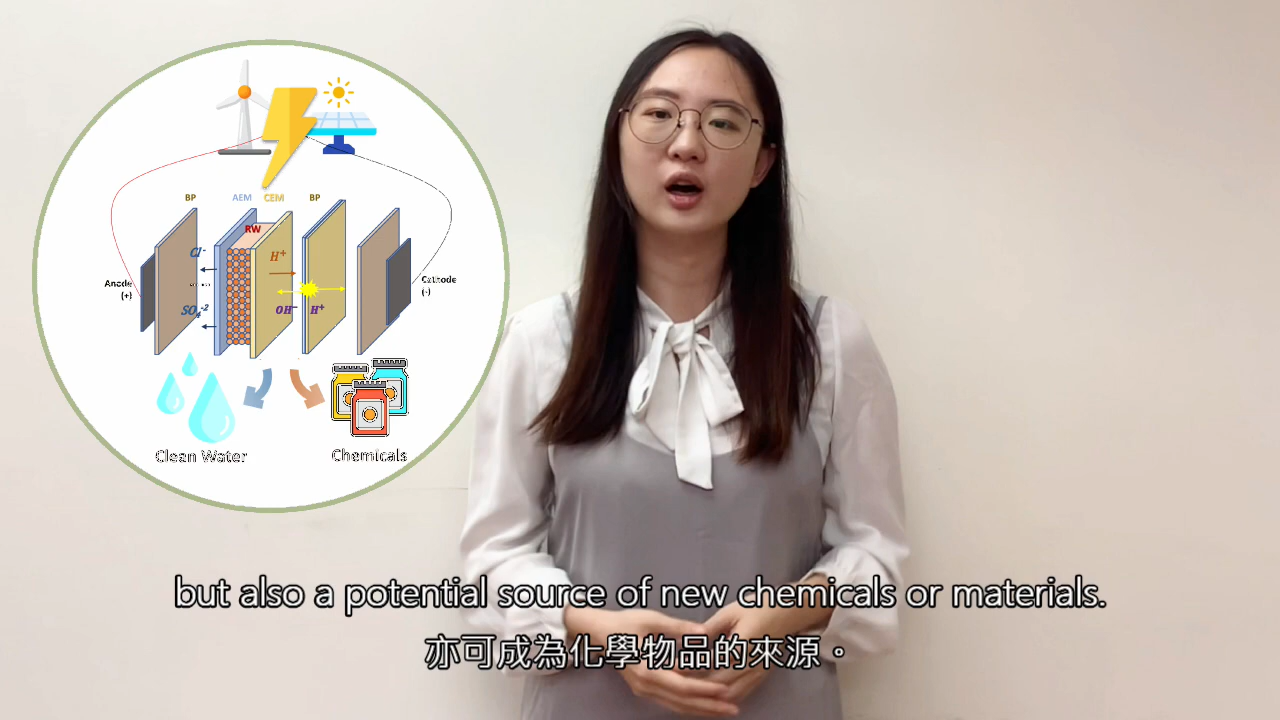 BP AEM CEM BP
RW
Cl⁻ H⁺
Anode
(+)
Cathode
(-)
SO₄⁻² OH⁻ H⁺
Clean Water
Chemicals
but also a potential source of new chemicals or materials.
亦可成為化學物品的來源。